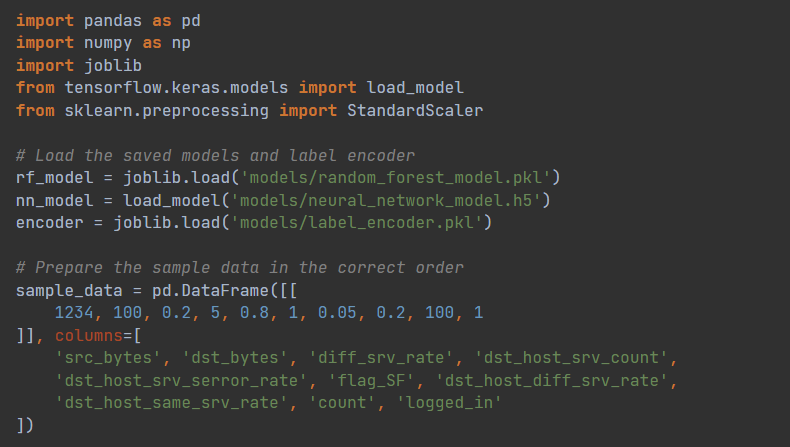 import pandas as pd
import numpy as np
import joblib
from tensorflow.keras.models import load_model
from sklearn.preprocessing import StandardScaler

# Load the saved models and label encoder
rf_model = joblib.load('models/random_forest_model.pkl')
nn_model = load_model('models/neural_network_model.h5')
encoder = joblib.load('models/label_encoder.pkl')

# Prepare the sample data in the correct order
sample_data = pd.DataFrame([[
    1234, 100, 0.2, 5, 0.8, 1, 0.05, 0.2, 100, 1
]], columns=[
    'src_bytes', 'dst_bytes', 'diff_srv_rate', 'dst_host_srv_count',
    'dst_host_srv_serror_rate', 'flag_SF', 'dst_host_diff_srv_rate',
    'dst_host_same_srv_rate', 'count', 'logged_in'
])